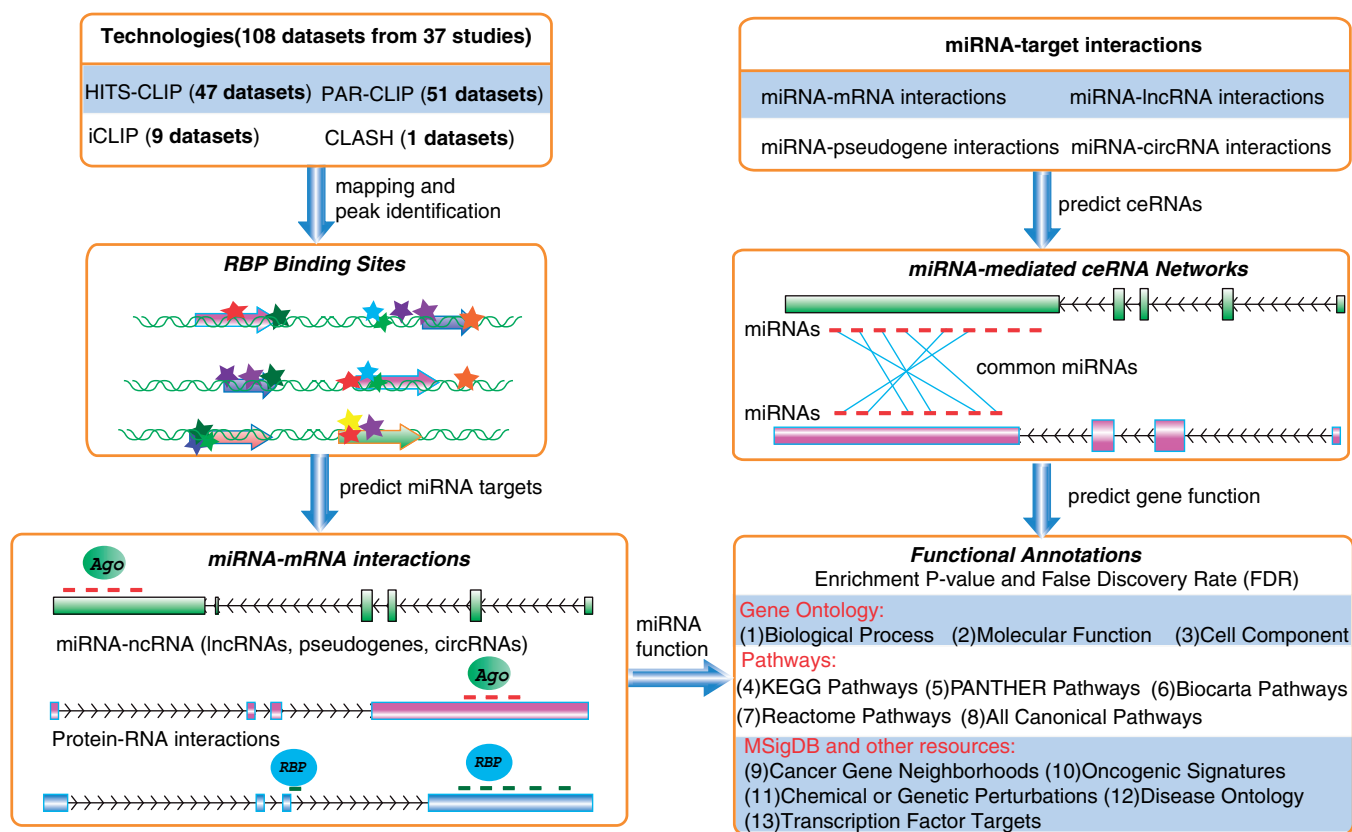 Technologies(108 datasets from 37 studies)
HITS-CLIP (47 datasets) PAR-CLIP (51 datasets)
iCLIP (9 datasets) CLASH (1 datasets)
mapping and
peak identification
RBP Binding Sites
predict miRNA targets
miRNA-mRNA interactions
Ago
miRNA-ncRNA (lncRNAs, pseudogenes, circRNAs)
Ago
Protein-RNA interactions
RBP RBP
miRNA
function
miRNA-target interactions
miRNA-mRNA interactions miRNA-lncRNA interactions
miRNA-pseudogene interactions miRNA-circRNA interactions
predict ceRNAs
miRNA-mediated ceRNA Networks
miRNAs
common miRNAs
miRNAs
predict gene function
Functional Annotations
Enrichment P-value and False Discovery Rate (FDR)
Gene Ontology:
(1)Biological Process (2)Molecular Function (3)Cell Component
Pathways:
(4)KEGG Pathways (5)PANTHER Pathways (6)Biocarta Pathways
(7)Reactome Pathways (8)All Canonical Pathways
MSigDB and other resources:
(9)Cancer Gene Neighborhoods (10)Oncogenic Signatures
(11)Chemical or Genetic Perturbations (12)Disease Ontology
(13)Transcription Factor Targets